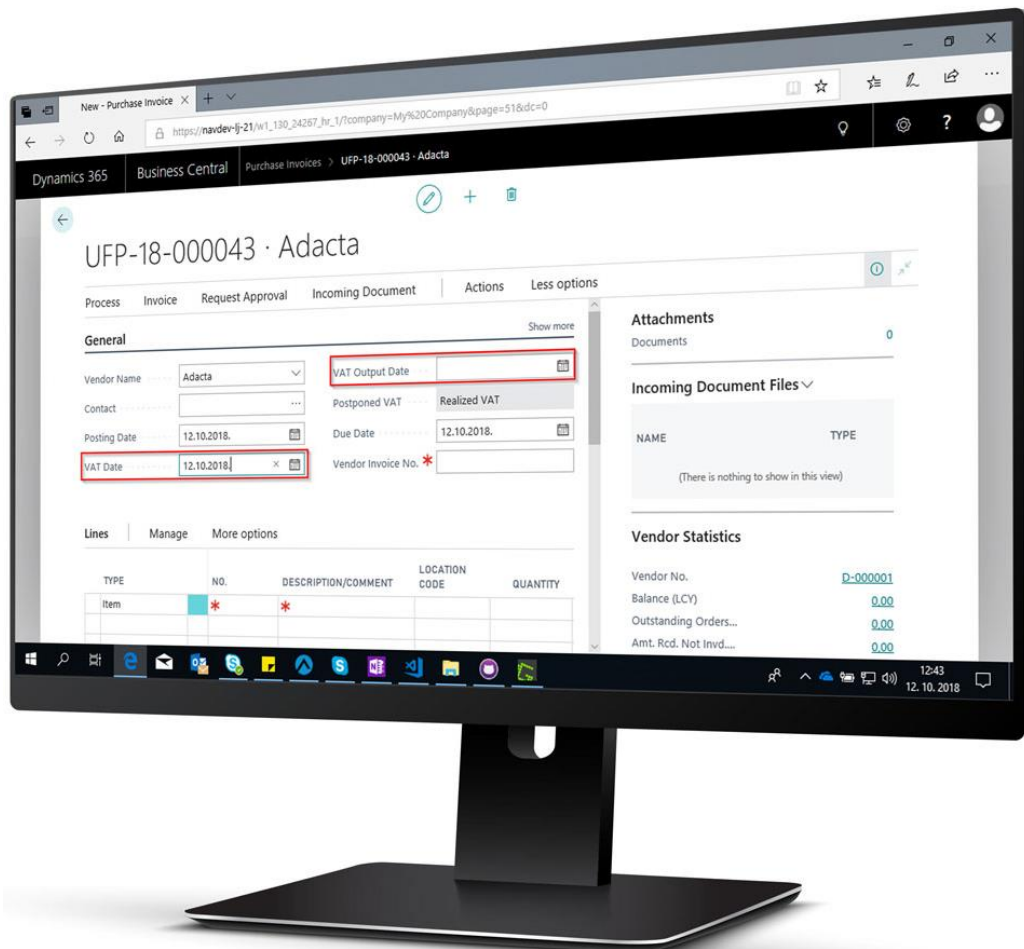 New - Purchase Invoice
https://navdev-lj-21/w1_130_24267_hr_1/?company=My%20Company&page=51&dc=0
Dynamics 365 Business Central Purchase Invoices > UFP-18-000043 · Adacta ?
UFP-18-000043 · Adacta
Process Invoice Request Approval Incoming Document Actions Less options
General Show more
Vendor Name Adacta
Contact
Posting Date 12.10.2018.
VAT Date 12.10.2018.
VAT Output Date
Postponed VAT Realized VAT
Due Date 12.10.2018.
Vendor Invoice No. *
Lines Manage More options
TYPE NO. DESCRIPTION/COMMENT LOCATION CODE QUANTITY
Item * *
Attachments
Documents 0
Incoming Document Files
NAME TYPE
(There is nothing to show in this view)
Vendor Statistics
Vendor No. D-000001
Balance (LCY) 0.00
Outstanding Orders... 0.00
Amt. Rcd. Not Invd.... 0.00
12:43
12. 10. 2018